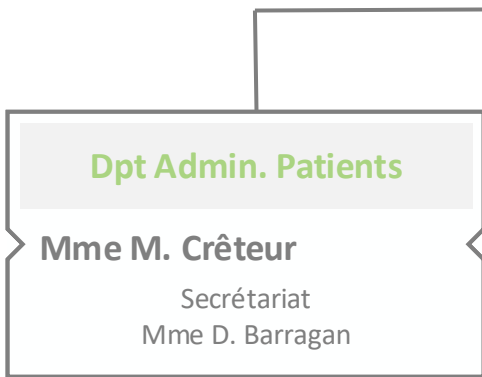 Dpt Admin. Patients
Mme M. Crêteur
Secrétariat
Mme D. Barragan